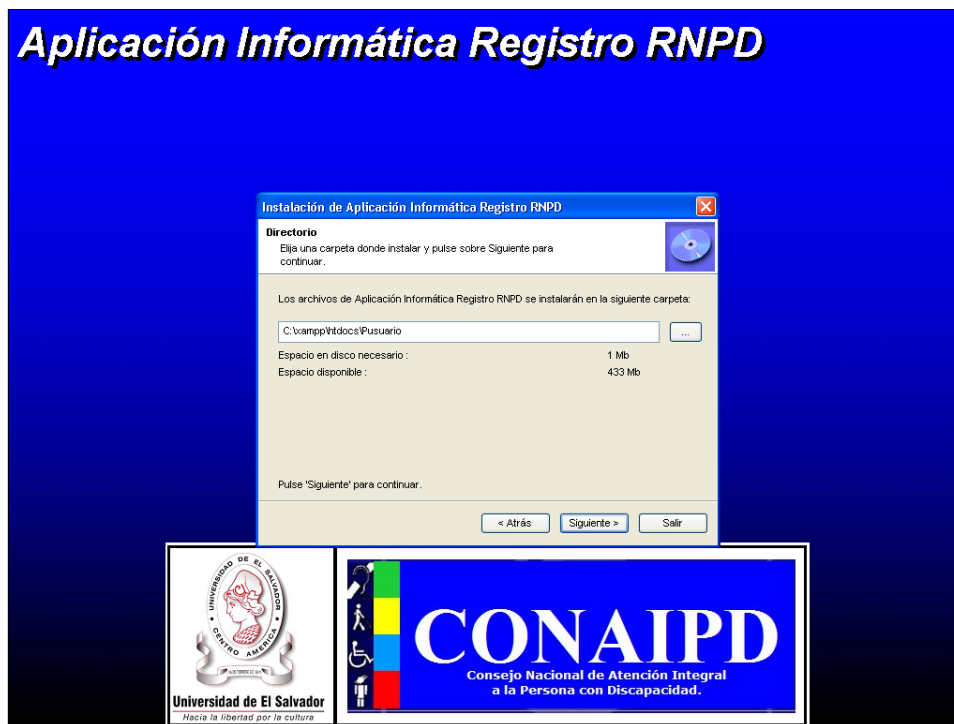 Aplicación Informática Registro RNPD
Instalación de Aplicación Informática Registro RNPD
Directorio
Elija una carpeta donde instalar y pulse sobre Siguiente para
continuar.
Los archivos de Aplicación Informática Registro RNPD se instalarán en la siguiente carpeta:
C:\xampp\htdocs\Pusuario
...
Espacio en disco necesario :
1 Mb
Espacio disponible :
433 Mb
Pulse 'Siguiente' para continuar.
< Atrás
Siguiente >
Salir
UNIVERSIDAD DE EL SALVADOR
CENTRO AMERICA
Universidad de El Salvador
Hacia la libertad por la cultura
CONAIPD
Consejo Nacional de Atención Integral
a la Persona con Discapacidad.